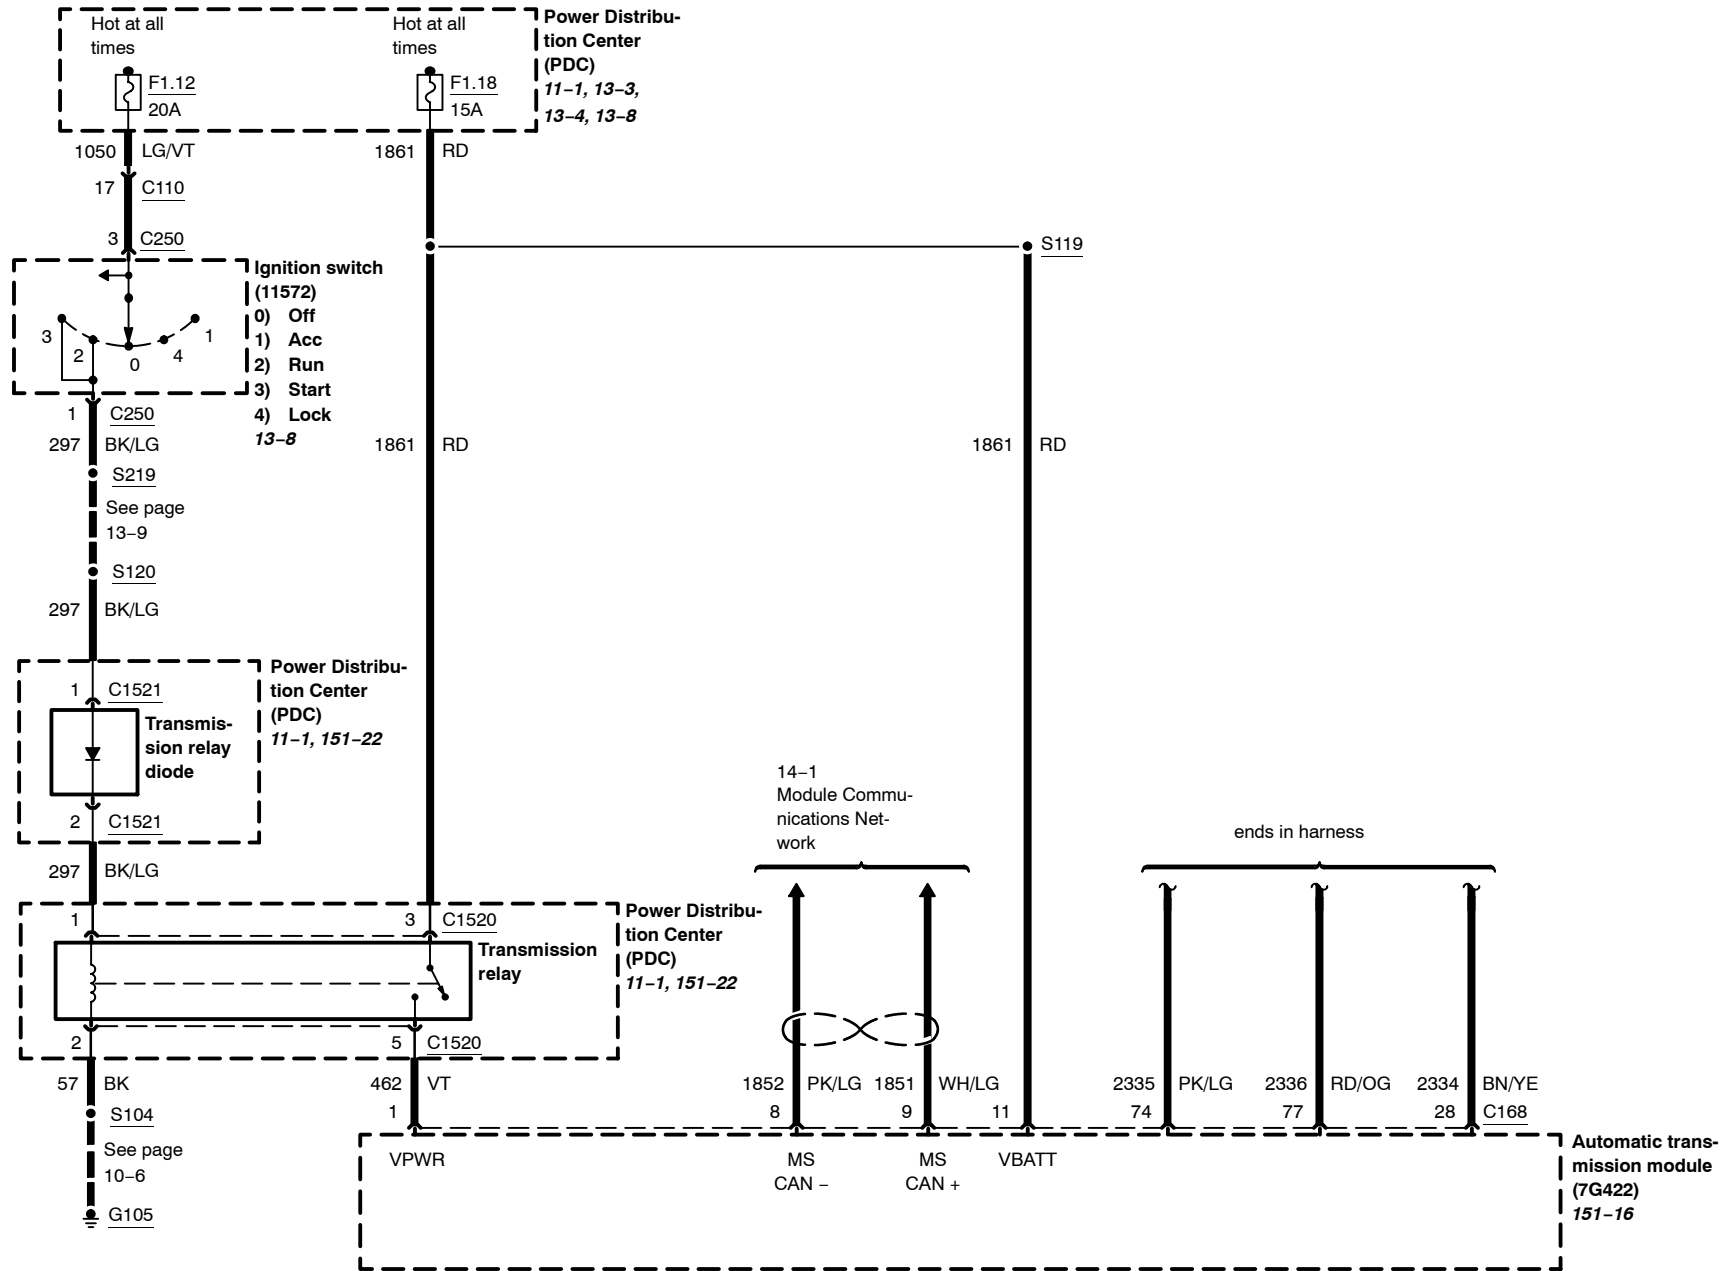 Hot at all
times
F1.12
20A
Hot at all
times
F1.18
15A
Power Distribu-
tion Center
(PDC)
11–1, 13–3,
13–4, 13–8
1050 LG/VT
1861 RD
17 C110
3 C250
S119
Ignition switch
(11572)
0) Off
1) Acc
2) Run
3) Start
4) Lock
13–8
3
2
0
4
1
1 C250
297 BK/LG
1861 RD
1861 RD
S219
See page
13–9
S120
297 BK/LG
Power Distribu-
tion Center
(PDC)
11–1, 151–22
1 C1521
Transmis-
sion relay
diode
2 C1521
297 BK/LG
14–1
Module Commu-
nications Net-
work
ends in harness
1
3 C1520
Transmission
relay
Power Distribu-
tion Center
(PDC)
11–1, 151–22
2
5 C1520
57 BK
462 VT
1852 PK/LG
1851 WH/LG
2335 PK/LG
2336 RD/OG
2334 BN/YE
S104
1
8
9
11
74
77
28 C168
See page
10–6
G105
VPWR
MS
CAN –
MS
CAN +
VBATT
Automatic trans-
mission module
(7G422)
151–16